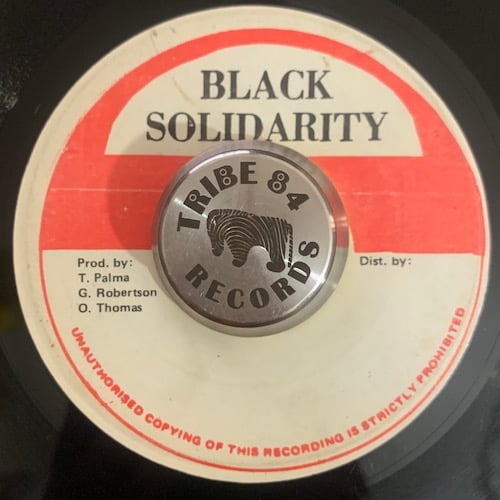 BLACK
SOLIDARITY
TRIBE 84
RECORDS
Prod. by:
T. Palma
G. Robertson
O. Thomas
Dist. by:
UNAUTHORISED COPYING OF THIS RECORDING IS STRICTLY PROHIBITED